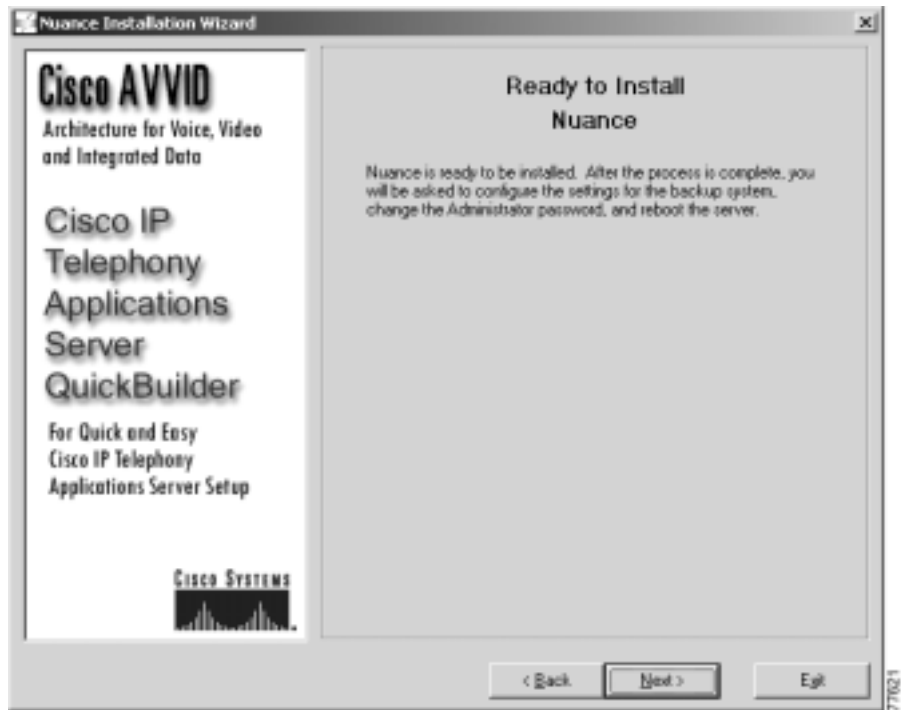 Nuance Installation Wizard
Cisco AVVID
Architecture for Voice, Video
and Integrated Data
Cisco IP
Telephony
Applications
Server
QuickBuilder
For Quick and Easy
Cisco IP Telephony
Applications Server Setup
CISCO SYSTEMS
Ready to Install
Nuance
Nuance is ready to be installed. After the process is complete, you
will be asked to configure the settings for the backup system,
change the Administrator password, and reboot the server.
< Back
Next >
Exit
77621